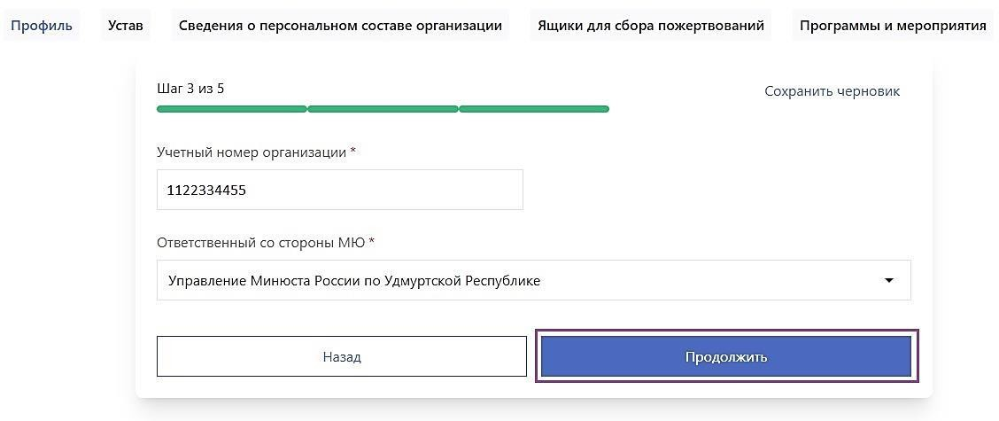 Профиль Устав Сведения о персональном составе организации Ящики для сбора пожертвований Программы и мероприятия
Шаг 3 из 5
Сохранить черновик
Учетный номер организации *
1122334455
Ответственный со стороны МЮ *
Управление Минюста России по Удмуртской Республике
Назад Продолжить